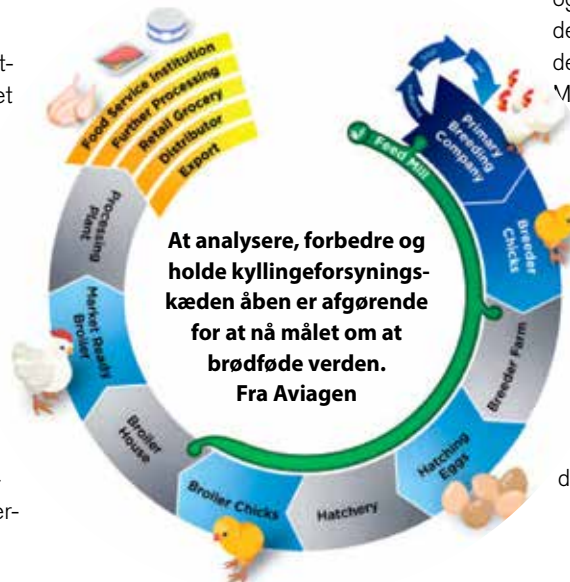 Food Service Institution
Further Processing
Retail Grocery
Distributor
Export
Feed Mill
Primary
Breeding
Company
Breeder
Chicks
Breeder Farm
Hatching
Eggs
Hatchery
Broiler Chicks
Broiler
House
Market Ready
Broiler
Processing
Plant
At analysere, forbedre og
holde kyllingeforsynings-
kæden åben er afgørende
for at nå målet om at
brødføde verden.
Fra Aviagen